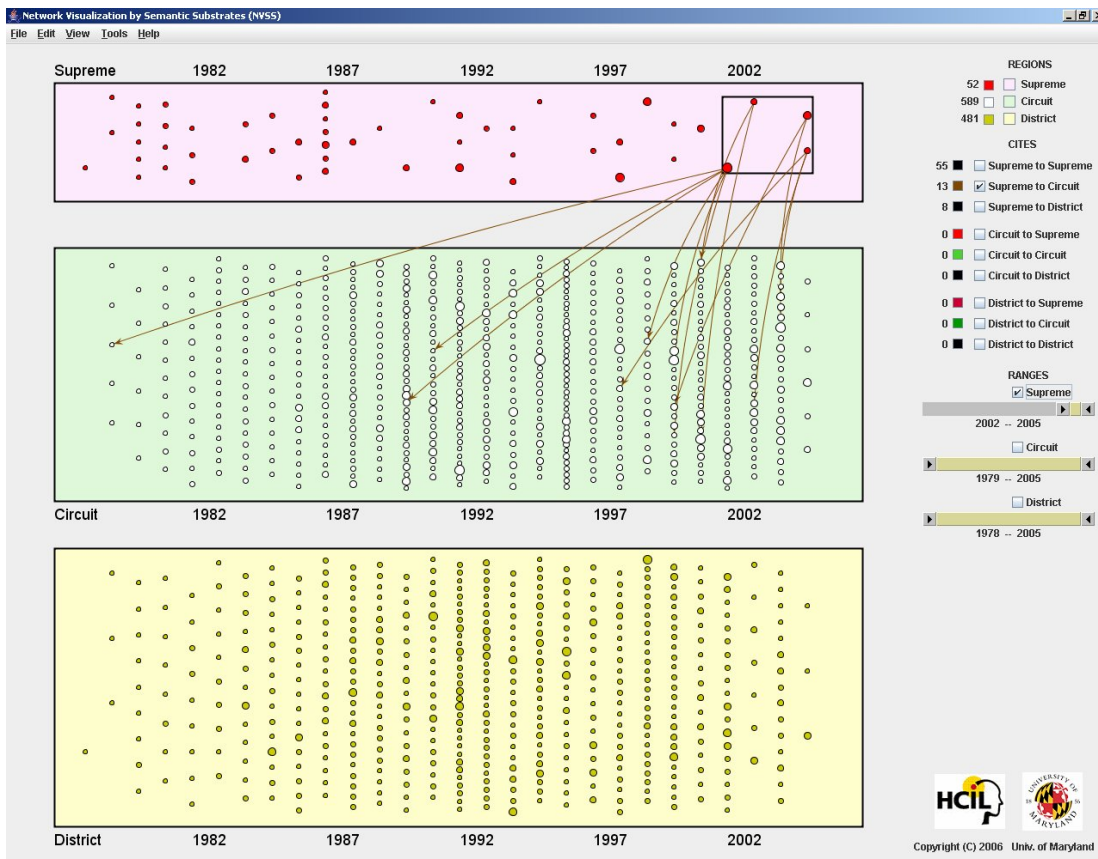 Network Visualization by Semantic Substrates (NVSS)
File Edit View Tools Help
Supreme 1982 1987 1992 1997 2002
Circuit 1982 1987 1992 1997 2002
District 1982 1987 1992 1997 2002
REGIONS
52 Supreme
589 Circuit
481 District
CITES
55 Supreme to Supreme
13 Supreme to Circuit
8 Supreme to District
0 Circuit to Supreme
0 Circuit to Circuit
0 Circuit to District
0 District to Supreme
0 District to Circuit
0 District to District
RANGES
Supreme
2002 -- 2005
Circuit
1979 -- 2005
District
1978 -- 2005
HCIL
UNIVERSITY OF
18 56
MARYLAND
Copyright (C) 2006 Univ. of Maryland